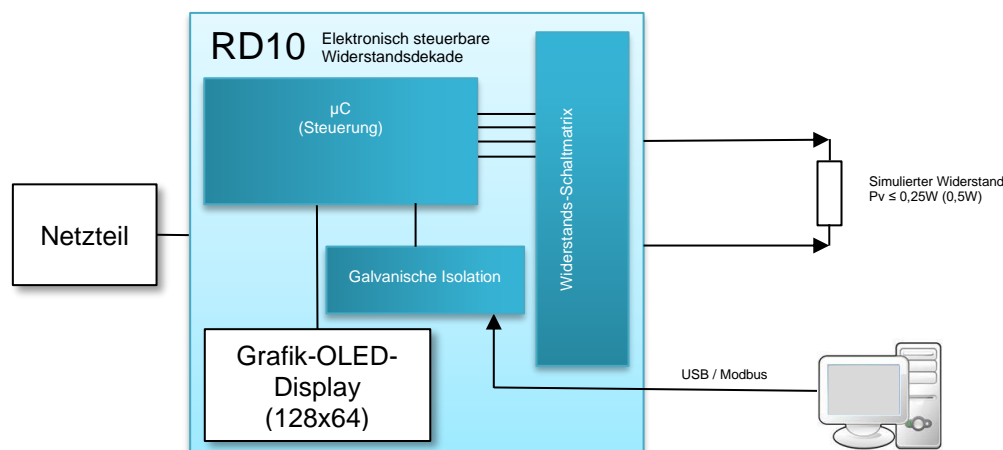 RD10
Elektronisch steuerbare
Widerstandsdekade
µC
(Steuerung)
Widerstands-Schaltmatrix
Simulierter Widerstand
Pv ≤ 0,25W (0,5W)
Netzteil
Galvanische Isolation
Grafik-OLED-
Display
(128x64)
USB / Modbus